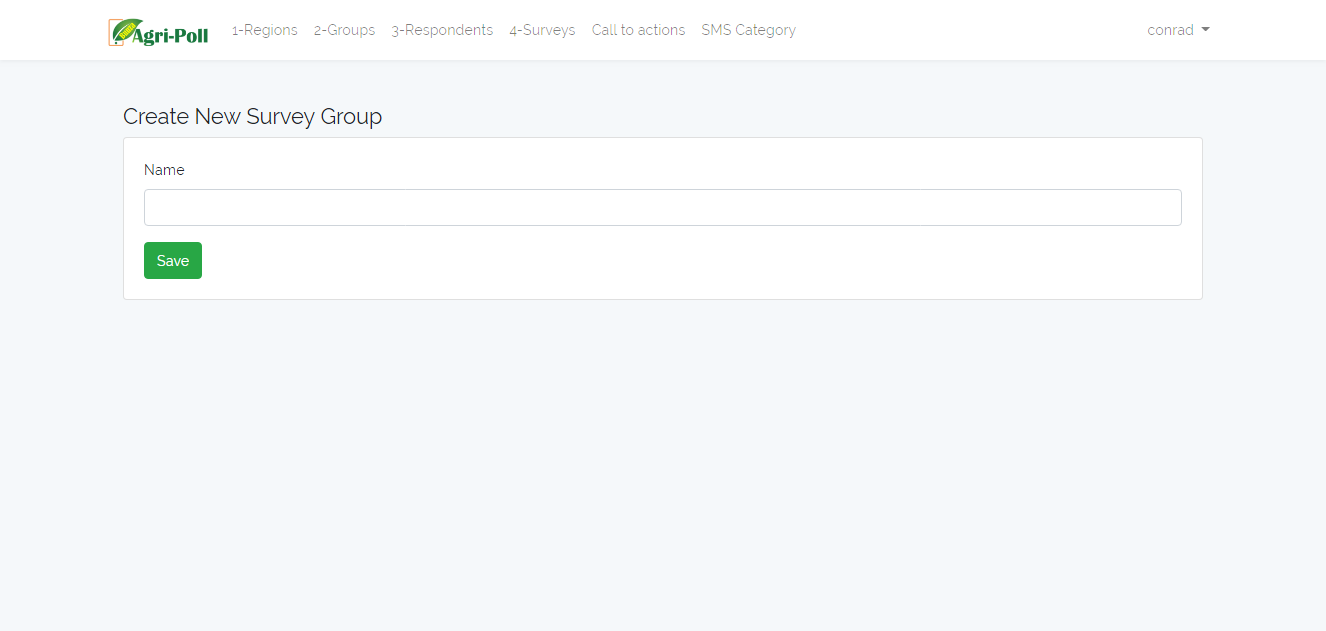 Agri-Poll 1-Regions 2-Groups 3-Respondents 4-Surveys Call to actions SMS Category conrad
Create New Survey Group
Name
Save